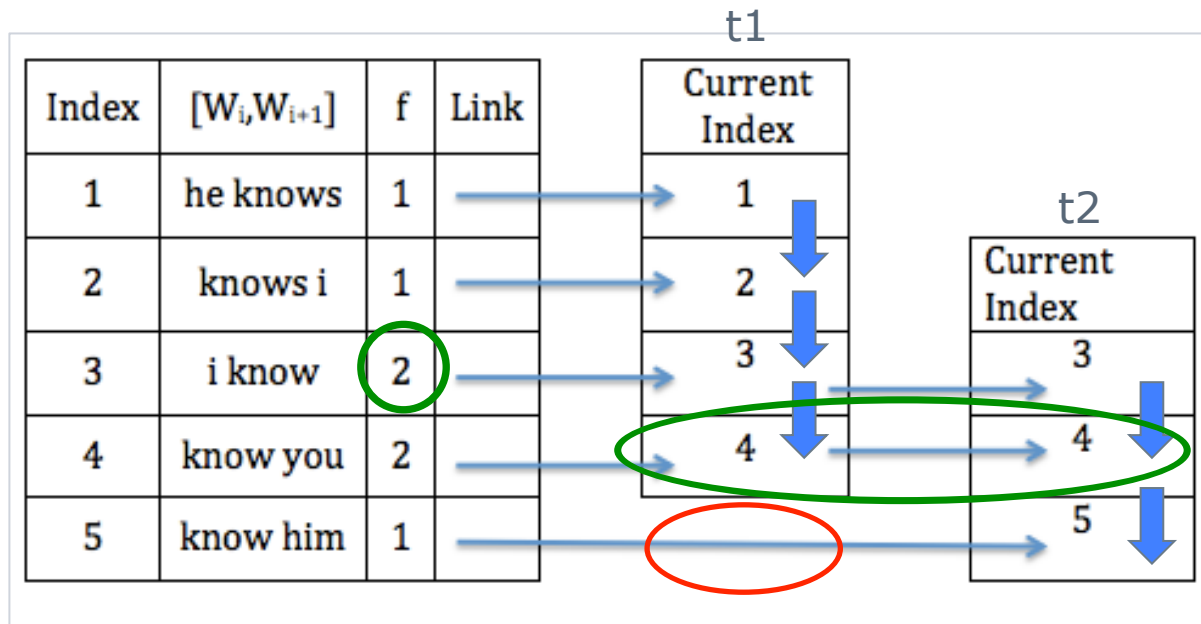 t1
Index [Wi,Wi+1] f Link Current Index
1 he knows 1 1
t2
2 knows i 1 2 Current Index
3 i know 2 3 3
4 know you 2 4 4
5 know him 1 5